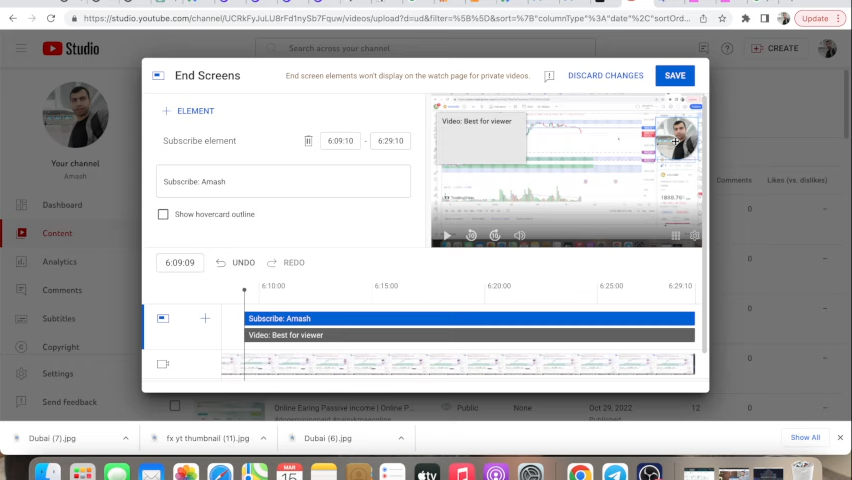 https://studio.youtube.com/channel/UCRkFyJuLU8rFd1nySb7Fquw/videos/upload?d=ud&filter=%5B%5D&sort=%7B"columnType"%3A"date"%2C"sortOrd...
Update
Studio
Search across your channel
CREATE
End Screens
End screen elements won't display on the watch page for private videos.
DISCARD CHANGES
SAVE
ELEMENT
Subscribe element
6:09:10
-
6:29:10
Subscribe: Amash
Show hovercard outline
Video: Best for viewer
6:09:09
UNDO
REDO
6:10:00
6:15:00
6:20:00
6:25:00
6:29:10
Subscribe: Amash
Video: Best for viewer
Your channel
Amash
Dashboard
Content
Analytics
Comments
Subtitles
Copyright
Settings
Send feedback
Comments
Likes (vs. dislikes)
0
–
0
–
0
–
0
–
0
–
0
–
Online Earing Passive income | Online P...
Public
None
Oct 29, 2022
12
0
–
Published
Dubai (7).jpg
fx yt thumbnail (11).jpg
Dubai (6).jpg
Show All
MAR
15
tv